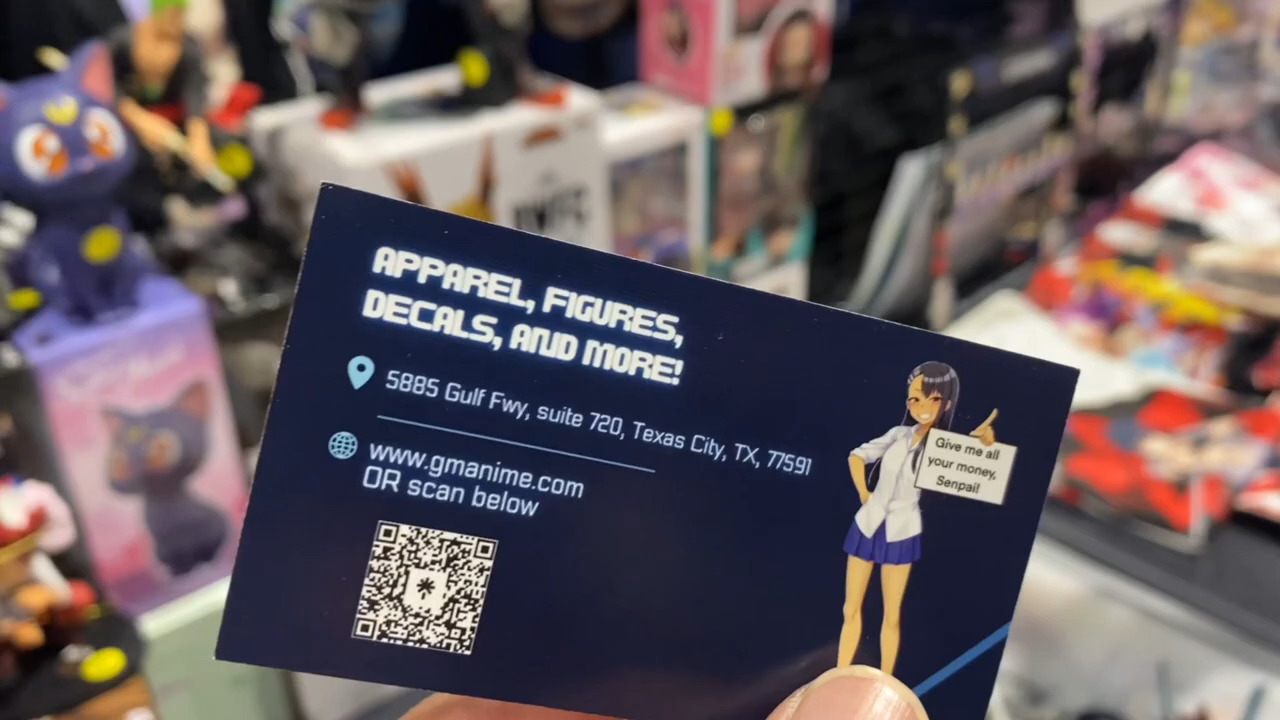 APPAREL, FIGURES,
DECALS, AND MORE!
5885 Gulf Fwy, suite 720, Texas City, TX, 77591
www.gmanime.com
OR scan below
Give me all
your money,
Senpai!